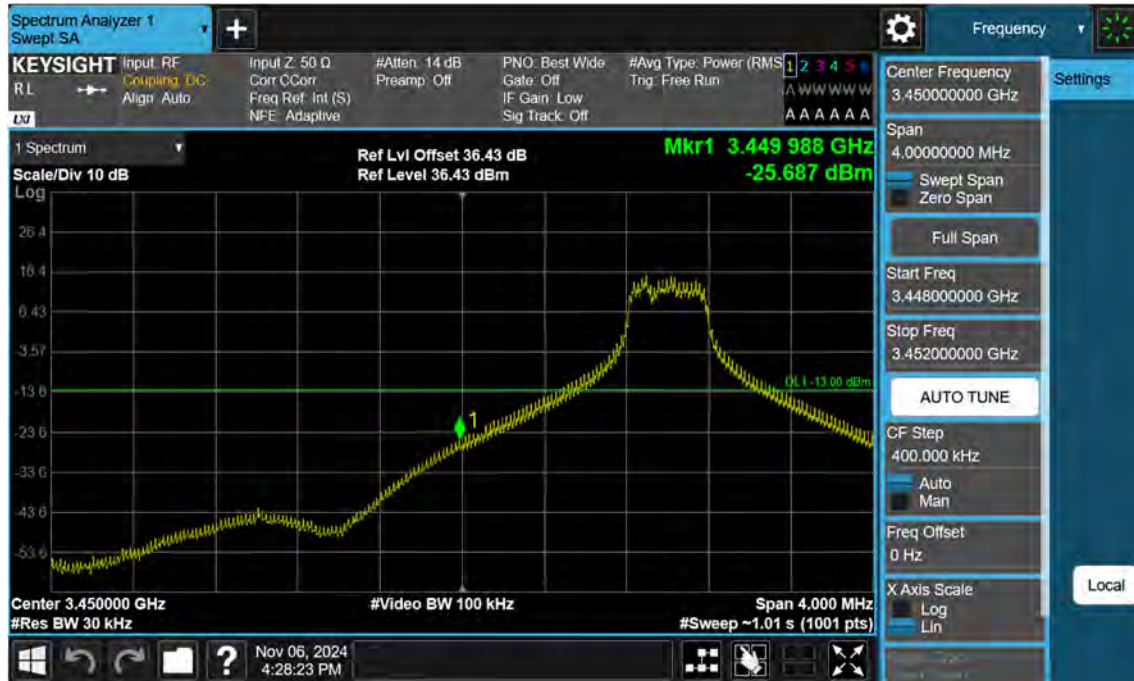 Spectrum Analyzer 1
Swept SA
+
Frequency
KEYSIGHT
RL
LXI
Input: RF
Coupling: DC
Align: Auto
Input Z: 50 Ω
Corr CCorr
Freq Ref: Int (S)
NFE: Adaptive
#Atten: 14 dB
Preamp: Off
PNO: Best Wide
Gate: Off
IF Gain: Low
Sig Track: Off
#Avg Type: Power (RMS
Trig: Free Run
1 2 3 4 5 6
A W W W W W
A A A A A A
1 Spectrum
Scale/Div 10 dB
Log
Ref Lvl Offset 36.43 dB
Ref Level 36.43 dBm
Mkr1 3.449 988 GHz
-25.687 dBm
26.4
16.4
6.43
-3.57
-13.6
-23.6
-33.6
-43.6
-53.6
DL1 -13.00 dBm
1
Center 3.450000 GHz
#Res BW 30 kHz
#Video BW 100 kHz
Span 4.000 MHz
#Sweep ~1.01 s (1001 pts)
Center Frequency
3.450000000 GHz
Span
4.00000000 MHz
Swept Span
Zero Span
Full Span
Start Freq
3.448000000 GHz
Stop Freq
3.452000000 GHz
AUTO TUNE
CF Step
400.000 kHz
Auto
Man
Freq Offset
0 Hz
X Axis Scale
Log
Lin
Settings
Local
?
Nov 06, 2024
4:28:23 PM